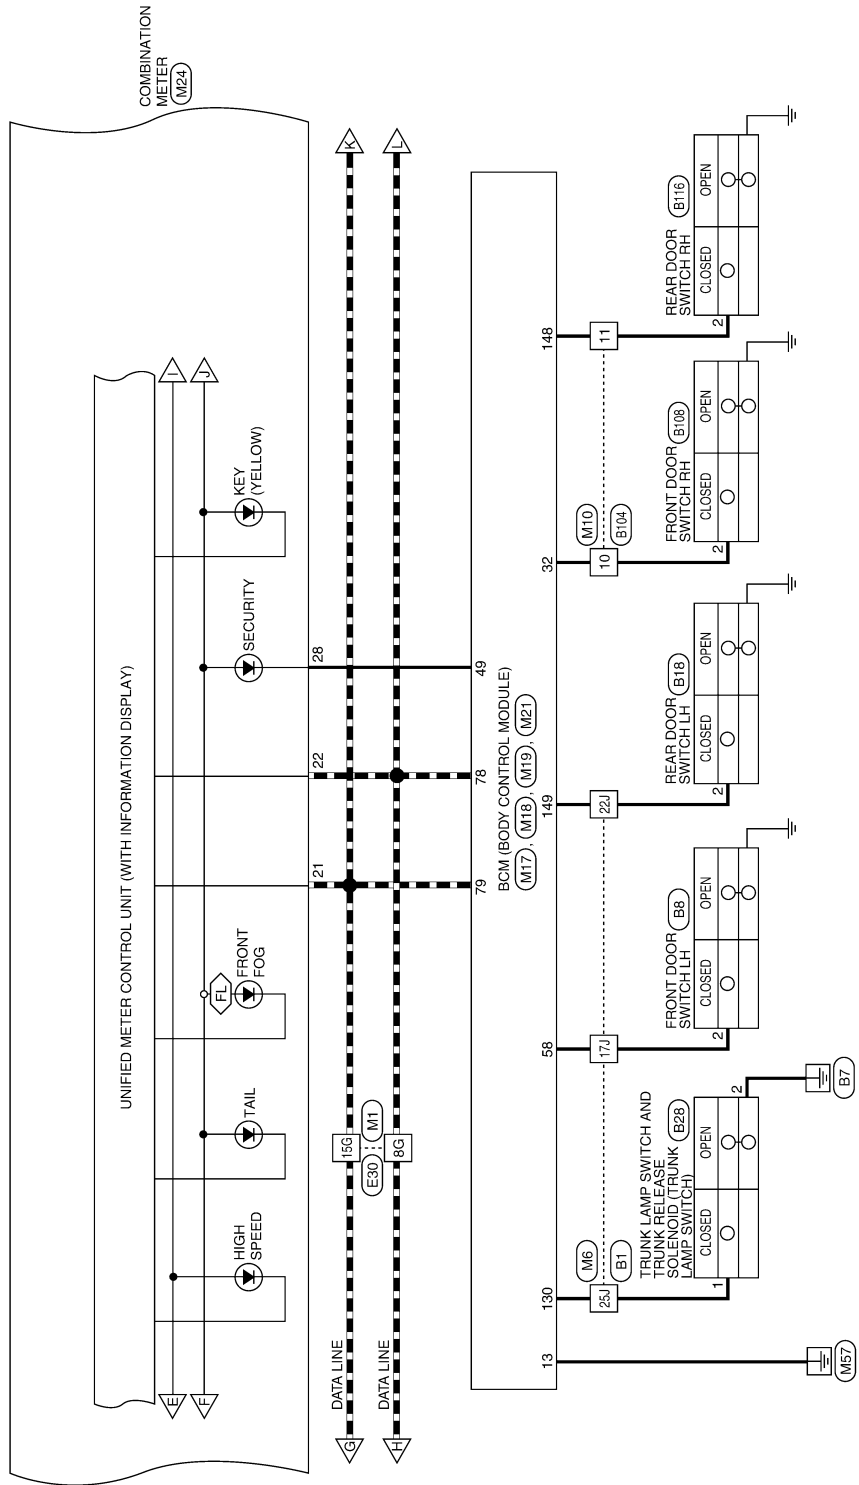 COMBINATION
METER
M24
UNIFIED METER CONTROL UNIT (WITH INFORMATION DISPLAY)
E
I
F
J
HIGH
SPEED
TAIL
FL
FRONT
FOG
SECURITY
KEY
(YELLOW)
21
22
28
DATA LINE
G
15G
K
E30
M1
DATA LINE
H
8G
L
79
78
49
BCM (BODY CONTROL MODULE)
M17 , M18 , M19 , M21
13
130
58
149
32
148
M6
25J
B1
17J
22J
M10
10
B104
11
TRUNK LAMP SWITCH AND
TRUNK RELEASE
SOLENOID (TRUNK
LAMP SWITCH)
B28
1
CLOSED
OPEN
2
B7
FRONT DOOR
SWITCH LH
B8
2
CLOSED
OPEN
REAR DOOR
SWITCH LH
B18
2
CLOSED
OPEN
FRONT DOOR
SWITCH RH
B108
2
CLOSED
OPEN
REAR DOOR
SWITCH RH
B116
2
CLOSED
OPEN
M57